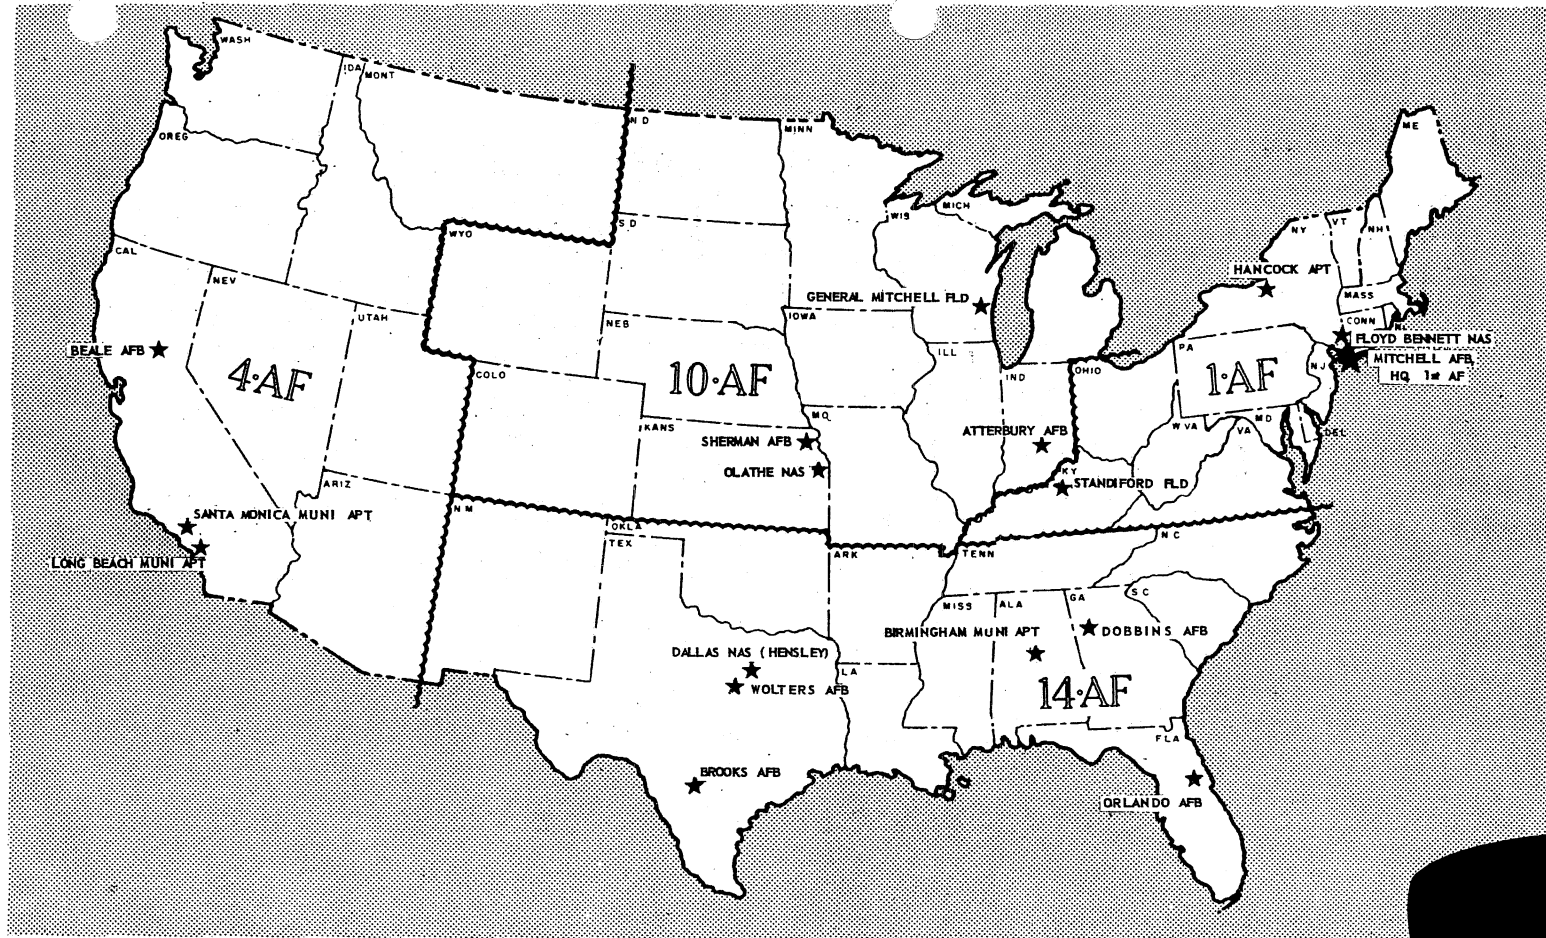 WASH
IDA
MONT
OREG
N D
MINN
ME
CAL
WYO
S D
WIS
MICH
NY
VT
NH
NEV
UTAH
HANCOCK APT
GENERAL MITCHELL FLD
MASS
NEB
IOWA
CONN
BEALE AFB
ILL
PA
FLOYD BENNETT NAS
4·AF
10·AF
1·AF
COLO
IND
OHIO
NJ
MITCHELL AFB
HQ 1st AF
KANS
MO
W VA
MD
VA
DEL
SHERMAN AFB
ATTERBURY AFB
OLATHE NAS
KY
STANDIFORD FLD
ARIZ
SANTA MONICA MUNI APT
N M
OKLA
TEX
ARK
TENN
N C
LONG BEACH MUNI APT
MISS
ALA
GA
S C
BIRMINGHAM MUNI APT
DOBBINS AFB
DALLAS NAS (HENSLEY)
LA
WOLTERS AFB
14·AF
FLA
BROOKS AFB
ORLANDO AFB